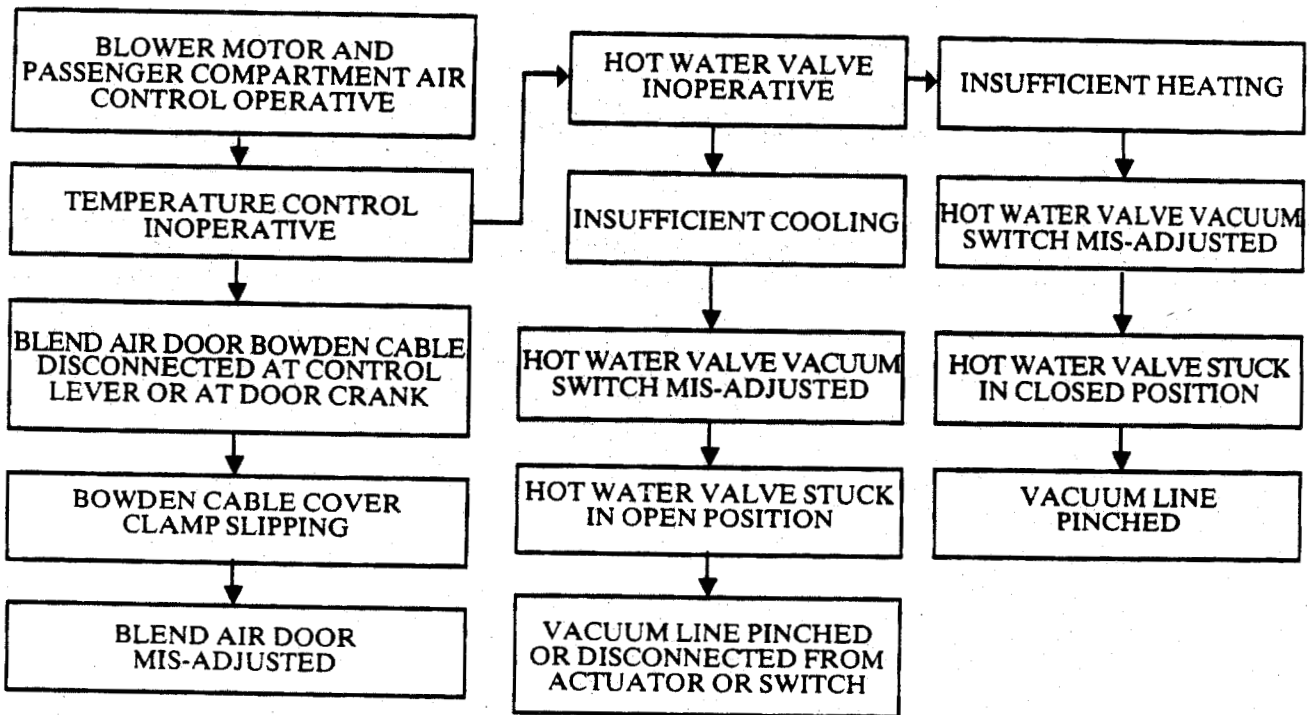 BLOWER MOTOR AND
PASSENGER COMPARTMENT AIR
CONTROL OPERATIVE
TEMPERATURE CONTROL
INOPERATIVE
BLEND AIR DOOR BOWDEN CABLE
DISCONNECTED AT CONTROL
LEVER OR AT DOOR CRANK
BOWDEN CABLE COVER
CLAMP SLIPPING
BLEND AIR DOOR
MIS-ADJUSTED
HOT WATER VALVE
INOPERATIVE
INSUFFICIENT COOLING
HOT WATER VALVE VACUUM
SWITCH MIS-ADJUSTED
HOT WATER VALVE STUCK
IN OPEN POSITION
VACUUM LINE PINCHED
OR DISCONNECTED FROM
ACTUATOR OR SWITCH
INSUFFICIENT HEATING
HOT WATER VALVE VACUUM
SWITCH MIS-ADJUSTED
HOT WATER VALVE STUCK
IN CLOSED POSITION
VACUUM LINE
PINCHED